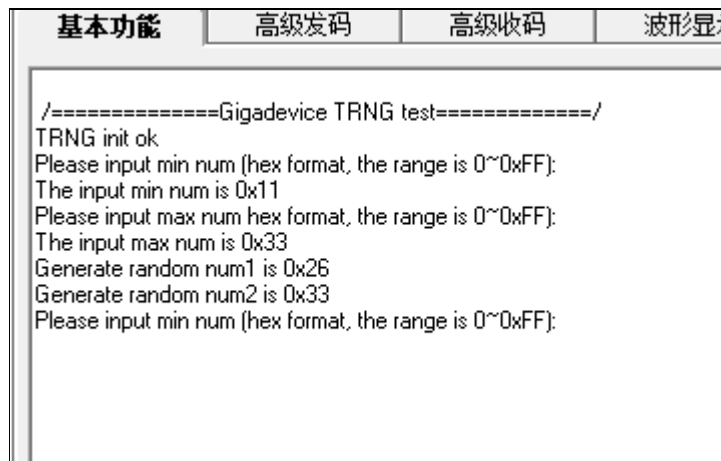 基本功能 高级发码 高级收码 波形显
/==============Gigadevice TRNG test=============/
TRNG init ok
Please input min num (hex format, the range is 0~0xFF):
The input min num is 0x11
Please input max num hex format, the range is 0~0xFF):
The input max num is 0x33
Generate random num1 is 0x26
Generate random num2 is 0x33
Please input min num (hex format, the range is 0~0xFF):